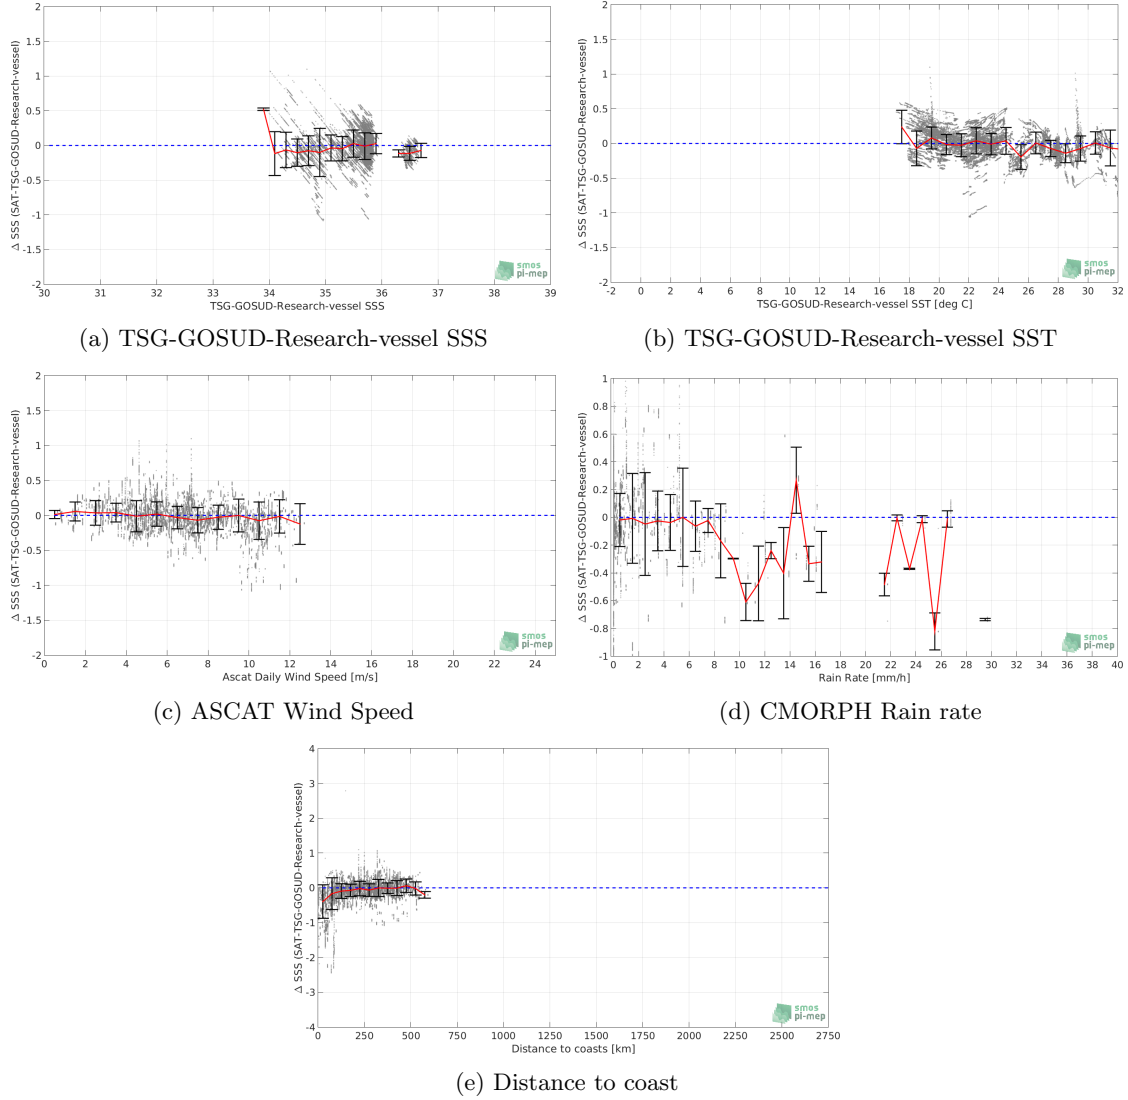 2
1.5
1
0.5
0
-0.5
-1
-1.5
-2
Δ SSS (SAT-TSG-GOSUD-Research-vessel)
30 31 32 33 34 35 36 37 38 39
TSG-GOSUD-Research-vessel SSS
smos
pi-mep
(a) TSG-GOSUD-Research-vessel SSS
2
1.5
1
0.5
0
-0.5
-1
-1.5
-2
Δ SSS (SAT-TSG-GOSUD-Research-vessel)
-2 0 2 4 6 8 10 12 14 16 18 20 22 24 26 28 30 32
TSG-GOSUD-Research-vessel SST [deg C]
smos
pi-mep
(b) TSG-GOSUD-Research-vessel SST
2
1.5
1
0.5
0
-0.5
-1
-1.5
-2
Δ SSS (SAT-TSG-GOSUD-Research-vessel)
0 2 4 6 8 10 12 14 16 18 20 22 24
Ascat Daily Wind Speed [m/s]
smos
pi-mep
(c) ASCAT Wind Speed
1
0.8
0.6
0.4
0.2
0
-0.2
-0.4
-0.6
-0.8
-1
Δ SSS (SAT-TSG-GOSUD-Research-vessel)
0 2 4 6 8 10 12 14 16 18 20 22 24 26 28 30 32 34 36 38 40
Rain Rate [mm/h]
smos
pi-mep
(d) CMORPH Rain rate
4
3
2
1
0
-1
-2
-3
-4
Δ SSS (SAT-TSG-GOSUD-Research-vessel)
0 250 500 750 1000 1250 1500 1750 2000 2250 2500 2750
Distance to coasts [km]
smos
pi-mep
(e) Distance to coast